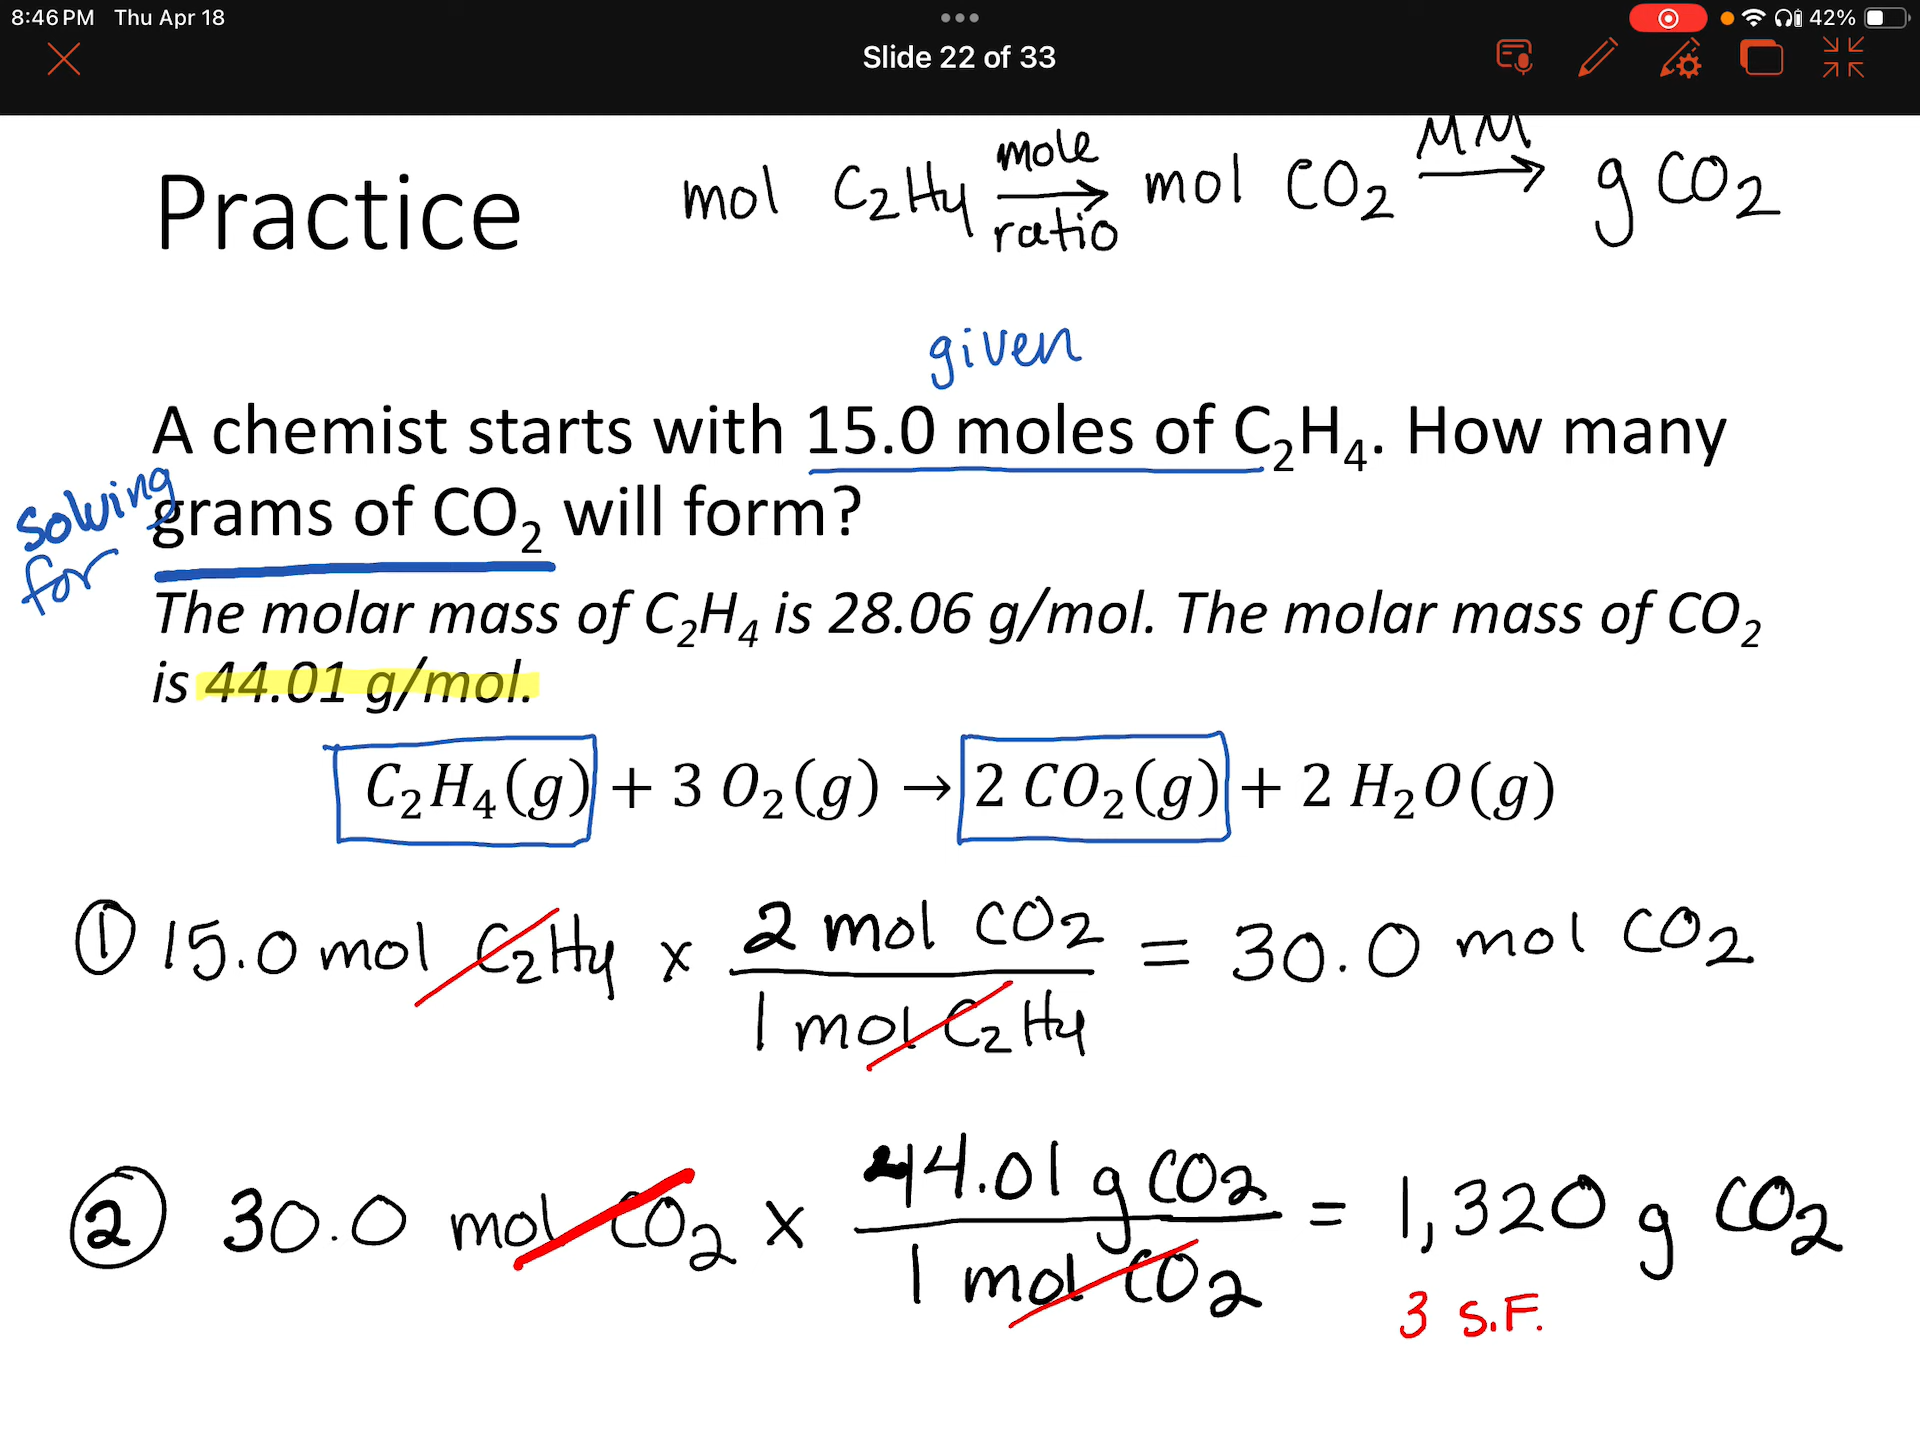 8:46 PM Thu Apr 18
42%
Slide 22 of 33
Practice
mol C₂H₄ mole ratio → mol CO₂ MM → g CO₂
given
A chemist starts with 15.0 moles of C₂H₄. How many
solving for
grams of CO₂ will form?
The molar mass of C₂H₄ is 28.06 g/mol. The molar mass of CO₂
is 44.01 g/mol.
C₂H₄(g) + 3 O₂(g) → 2 CO₂(g) + 2 H₂O(g)
① 15.0 mol C₂H₄ x 2 mol CO₂ / 1 mol C₂H₄ = 30.0 mol CO₂
② 30.0 mol CO₂ x 44.01 g CO₂ / 1 mol CO₂ = 1,320 g CO₂
3 S.F.